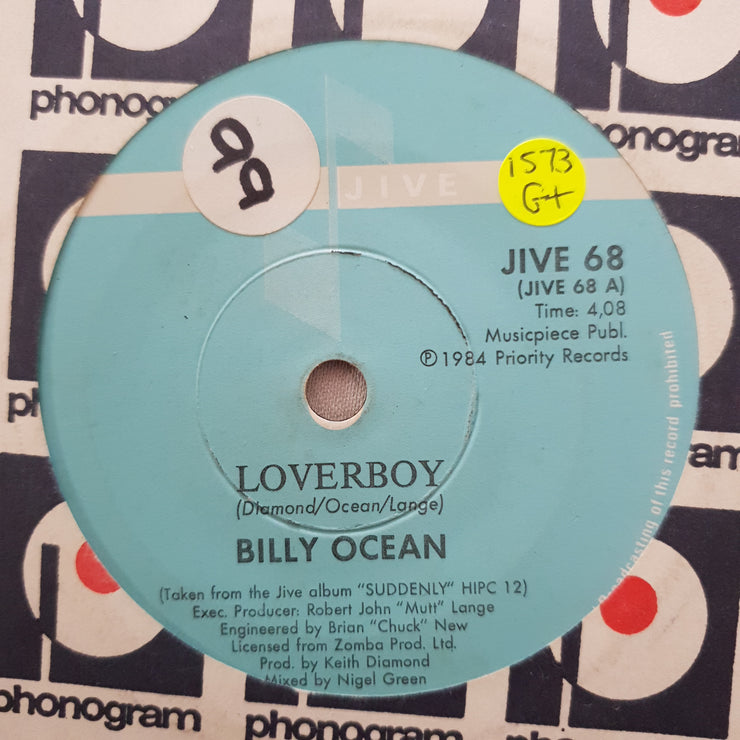 phonogram
phonogram
99
JIVE
1573
G+
JIVE 68
(JIVE 68 A)
Time: 4,08
Musicpiece Publ.
Ⓟ 1984 Priority Records
LOVERBOY
(Diamond/Ocean/Lange)
BILLY OCEAN
(Taken from the Jive album "SUDDENLY" HIPC 12)
Exec. Producer: Robert John "Mutt" Lange
Engineered by Brian "Chuck" New
Licensed from Zomba Prod. Ltd.
Prod. by Keith Diamond
Mixed by Nigel Green
Broadcasting of this record prohibited
phonogram
phonogram